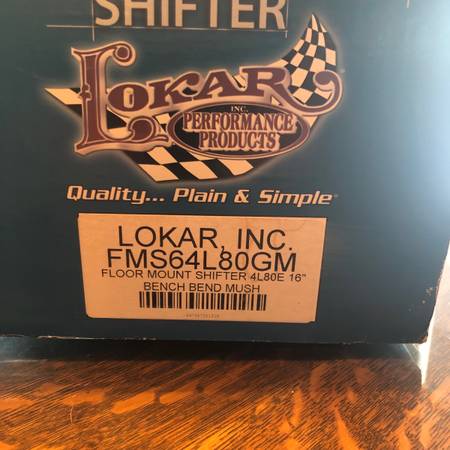 SHIFTER
LOKAR
INC.
PERFORMANCE
PRODUCTS
Quality... Plain & Simple
LOKAR, INC.
FMS64L80GM
FLOOR MOUNT SHIFTER 4L80E 16"
BENCH BEND MUSH